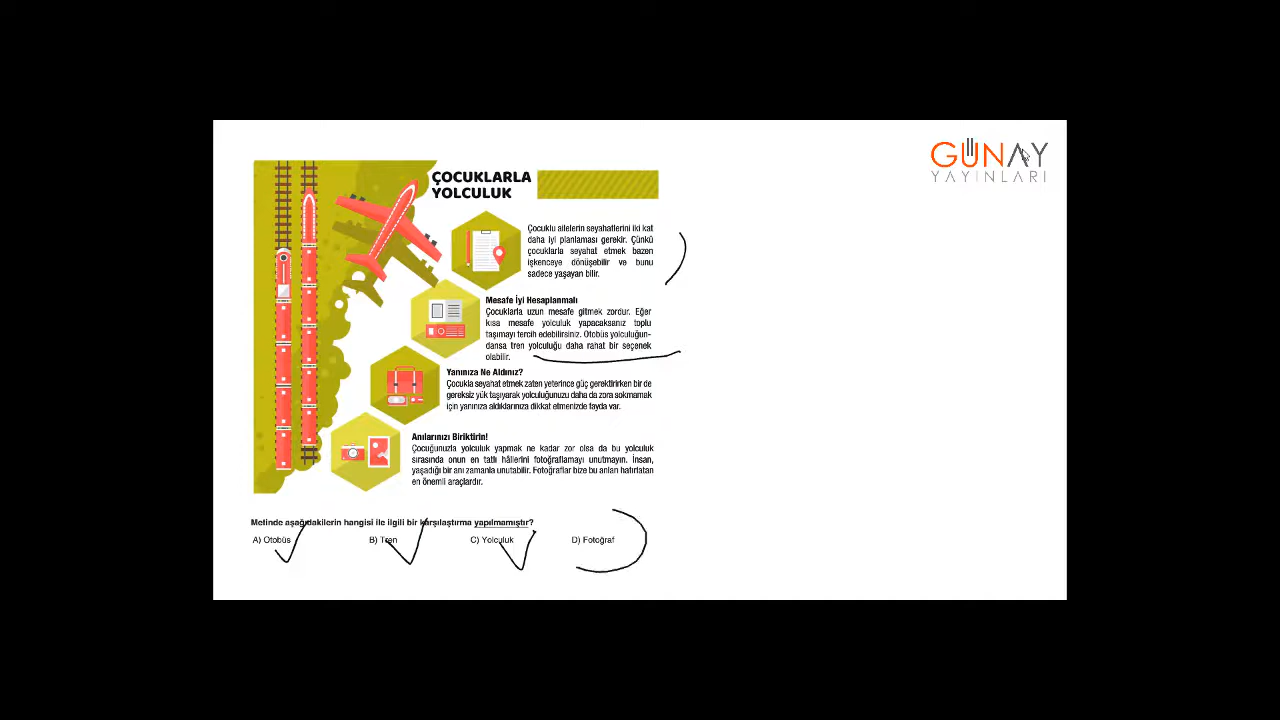 GÜNAY
YAYINLARI
ÇOCUKLARLA
YOLCULUK
Çocuklu ailelerin seyahatlerini iki kat
daha iyi planlaması gerekir. Çünkü
çocuklarla seyahat etmek bazen
işkenceye dönüşebilir ve bunu
sadece yaşayan bilir.
Mesafe İyi Hesaplanmalı
Çocuklarla uzun mesafe gitmek zordur. Eğer
kısa mesafe yolculuk yapacaksanız toplu
taşımayı tercih edebilirsiniz. Otobüs yolculuğun-
dansa tren yolculuğu daha rahat bir seçenek
olabilir.
Yanınıza Ne Aldınız?
Çocukla seyahat etmek zaten yeterince güç gerektirirken bir de
gereksiz yük taşıyarak yolculuğunuzu daha da zora sokmamak
için yanınıza aldıklarınıza dikkat etmenizde fayda var.
Anılarınızı Biriktirin!
Çocuğunuzla yolculuk yapmak ne kadar zor olsa da bu yolculuk
sırasında onun en tatlı hâllerini fotoğraflamayı unutmayın. İnsan,
yaşadığı bir anı zamanla unutabilir. Fotoğraflar bize bu anları hatırlatan
en önemli araçlardır.
Metinde aşağıdakilerin hangisi ile ilgili bir karşılaştırma yapılmamıştır?
A) Otobüs B) Tren C) Yolculuk D) Fotoğraf